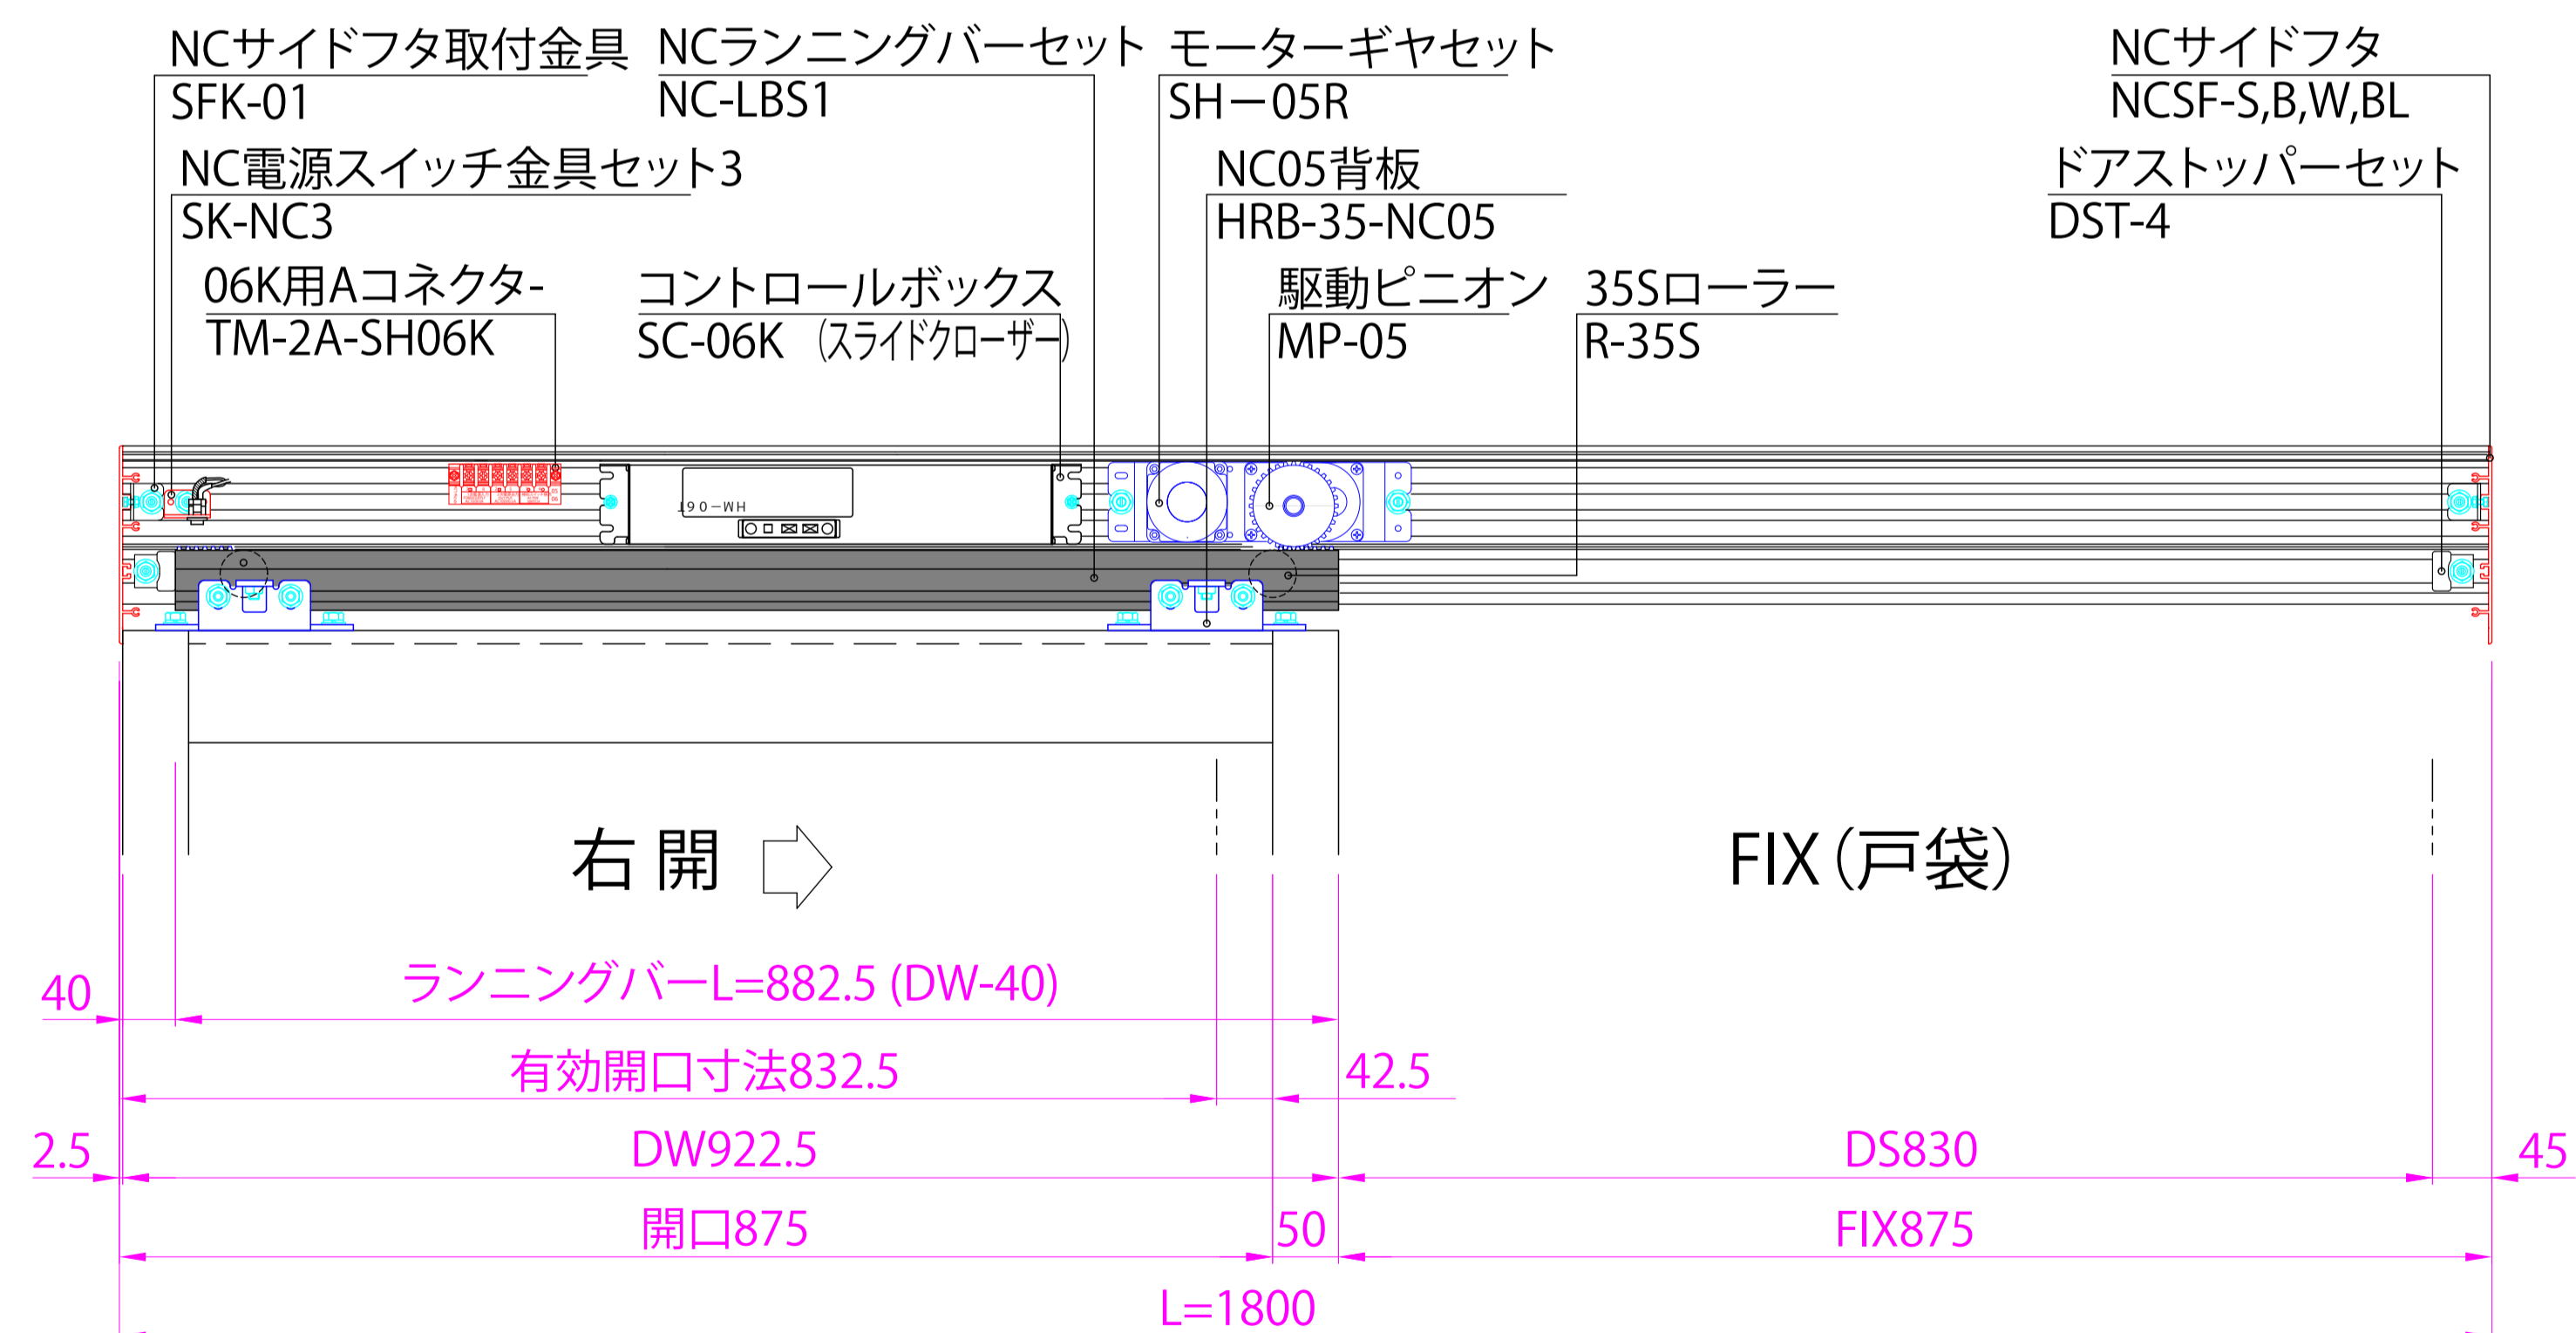 NCサイドフタ取付金具
SFK-01
NCランニングバーセット
NC-LBS1
モーターギヤセット
SHー05R
NCサイドフタ
NCSF-S,B,W,BL
NC電源スイッチ金具セット3
SK-NC3
NC05背板
HRB-35-NC05
ドアストッパーセット
DST-4
06K用Aコネクタ-
TM-2A-SH06K
コントロールボックス
SC-06K （スライドクローザー）
駆動ピニオン
MP-05
35Sローラー
R-35S
右 開
FIX（戸袋）
40
ランニングバーL=882.5 (DW-40)
有効開口寸法832.5
42.5
2.5
DW922.5
DS830
45
開口875
50
FIX875
L=1800